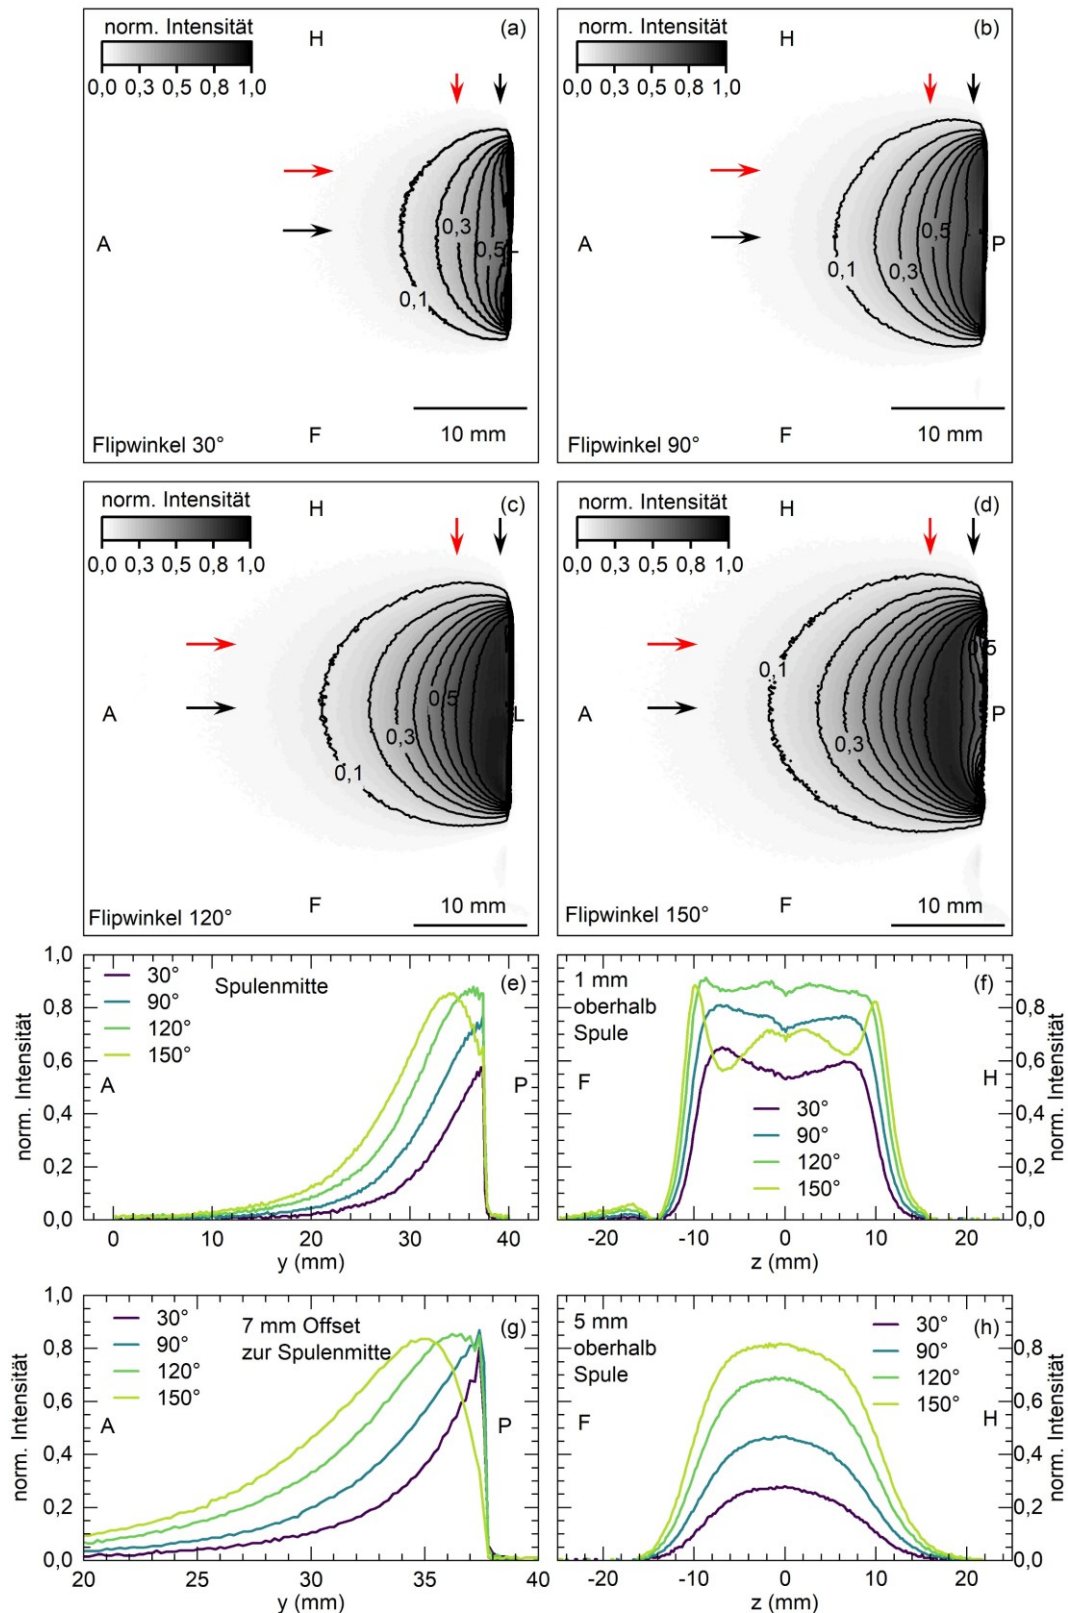 norm. Intensität
(a)
H
0,0 0,3 0,5 0,8 1,0
A
0,3
0,5
L
0,1
10 mm
F
Flipwinkel 30°
norm. Intensität
(b)
H
0,0 0,3 0,5 0,8 1,0
A
0,5
P
0,1
0,3
10 mm
F
Flipwinkel 90°
norm. Intensität
(c)
H
0,0 0,3 0,5 0,8 1,0
A
0,5
L
0,3
0,1
10 mm
F
Flipwinkel 120°
norm. Intensität
(d)
H
0,0 0,3 0,5 0,8 1,0
0,5
0,1
A
P
0,3
10 mm
F
Flipwinkel 150°
1,0
0,8
0,6
0,4
0,2
0,0
norm. Intensität
30°
90°
120°
150°
Spulenmitte
(e)
A
P
0 10 20 30 40
y (mm)
1 mm
oberhalb
Spule
(f)
F
H
30°
90°
120°
150°
0,8
0,6
0,4
0,2
0,0
norm. Intensität
-20 -10 0 10 20
z (mm)
1,0
0,8
0,6
0,4
0,2
0,0
norm. Intensität
30°
90°
120°
150°
7 mm Offset
zur Spulenmitte
(g)
A
P
20 25 30 35 40
y (mm)
5 mm
oberhalb
Spule
30°
90°
120°
150°
(h)
F
H
0,8
0,6
0,4
0,2
0,0
norm. Intensität
-20 -10 0 10 20
z (mm)